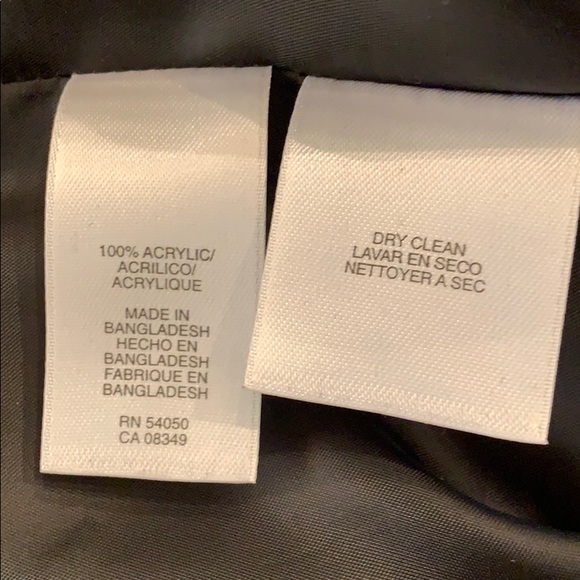 100% ACRYLIC/
ACRILICO/
ACRYLIQUE
MADE IN
BANGLADESH
HECHO EN
BANGLADESH
FABRIQUE EN
BANGLADESH
RN 54050
CA 08349
DRY CLEAN
LAVAR EN SECO
NETTOYER A SEC